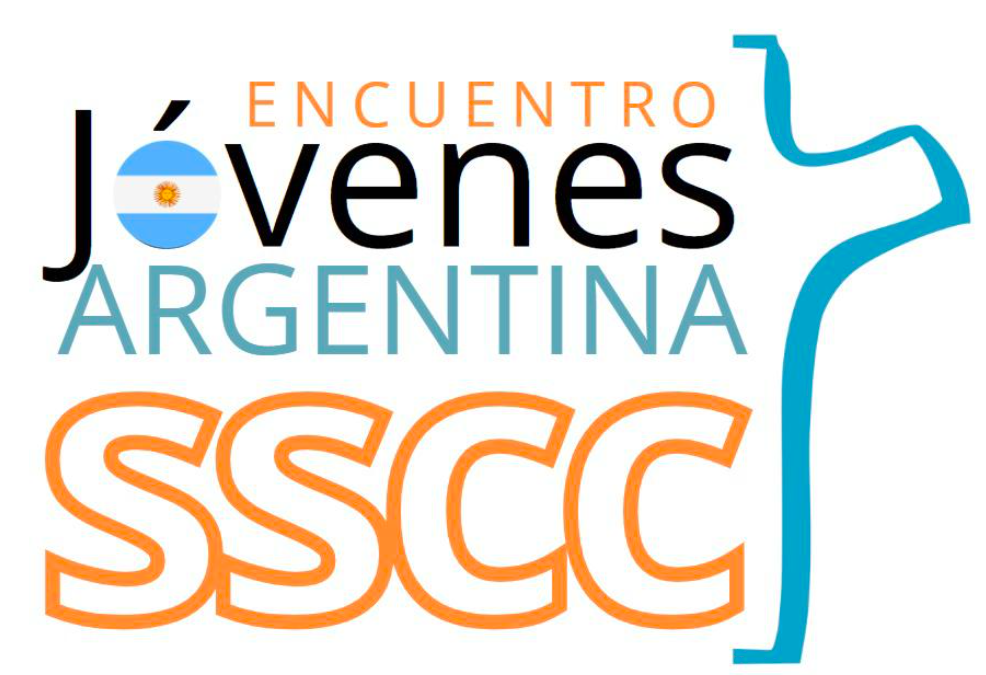 ENCUENTRO
Jóvenes
ARGENTINA
SSCC